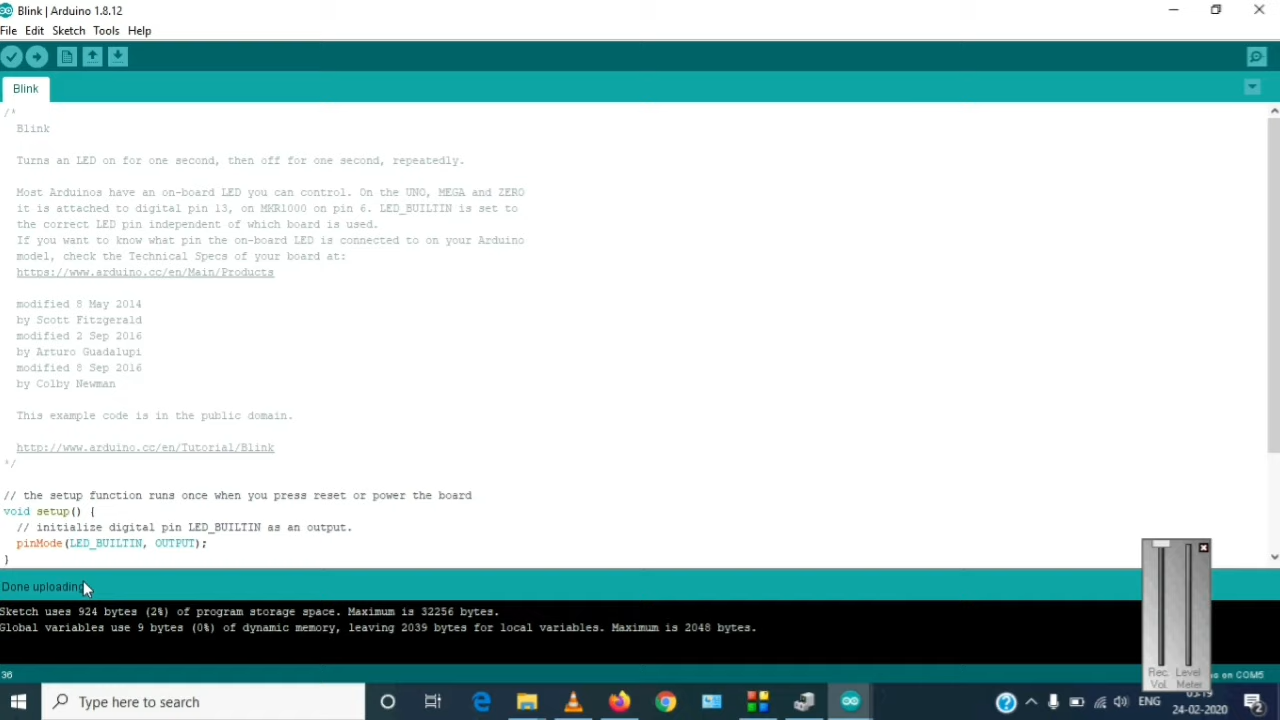 Blink | Arduino 1.8.12
File Edit Sketch Tools Help
Blink
/*
Blink
Turns an LED on for one second, then off for one second, repeatedly.
Most Arduinos have an on-board LED you can control. On the UNO, MEGA and ZERO
it is attached to digital pin 13, on MKR1000 on pin 6. LED_BUILTIN is set to
the correct LED pin independent of which board is used.
If you want to know what pin the on-board LED is connected to on your Arduino
model, check the Technical Specs of your board at:
https://www.arduino.cc/en/Main/Products
modified 8 May 2014
by Scott Fitzgerald
modified 2 Sep 2016
by Arturo Guadalupi
modified 8 Sep 2016
by Colby Newman
This example code is in the public domain.
http://www.arduino.cc/en/Tutorial/Blink
*/
// the setup function runs once when you press reset or power the board
void setup() {
// initialize digital pin LED_BUILTIN as an output.
pinMode(LED_BUILTIN, OUTPUT);
}
Done uploading
Sketch uses 924 bytes (2%) of program storage space. Maximum is 32256 bytes.
Global variables use 9 bytes (0%) of dynamic memory, leaving 2039 bytes for local variables. Maximum is 2048 bytes.
Rec. Level
Vol. Meter
36
on COM5
Type here to search
ENG
24-02-2020
2